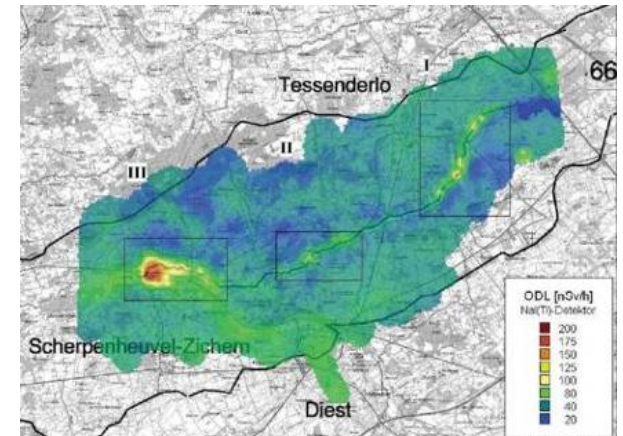 I
66
Tessenderlo
II
III
ODL [nSv/h]
NaI(Tl)-Detektor
200
175
150
125
100
80
40
20
Scherpenheuvel-Zichem
Diest